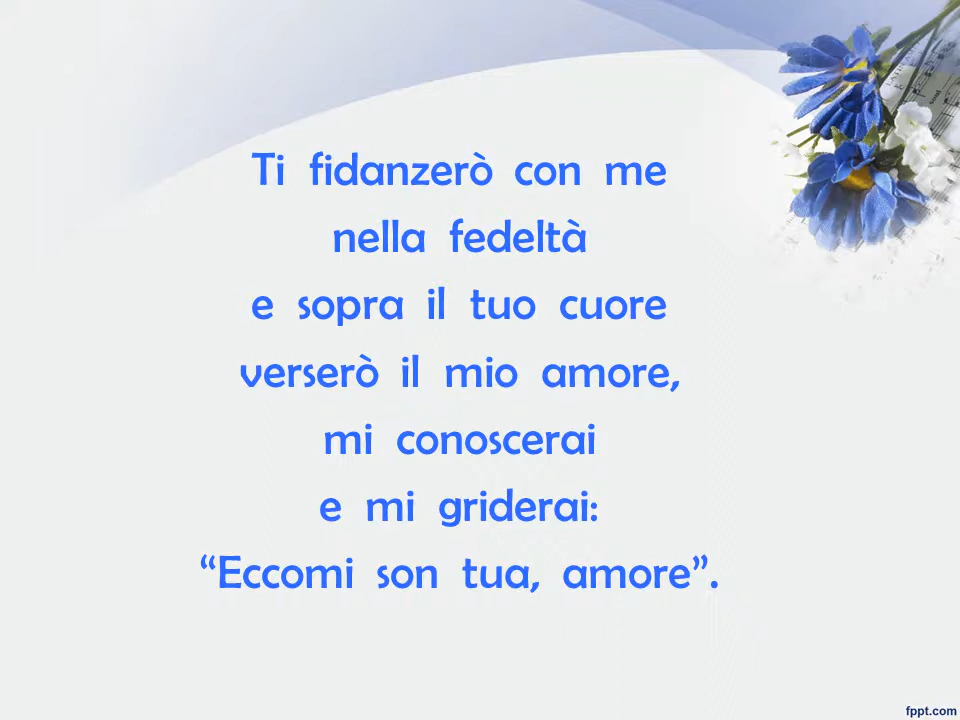 Ti fidanzerò con me
nella fedeltà
e sopra il tuo cuore
verserò il mio amore,
mi conoscerai
e mi griderai:
“Eccomi son tua, amore”.
fppt.com